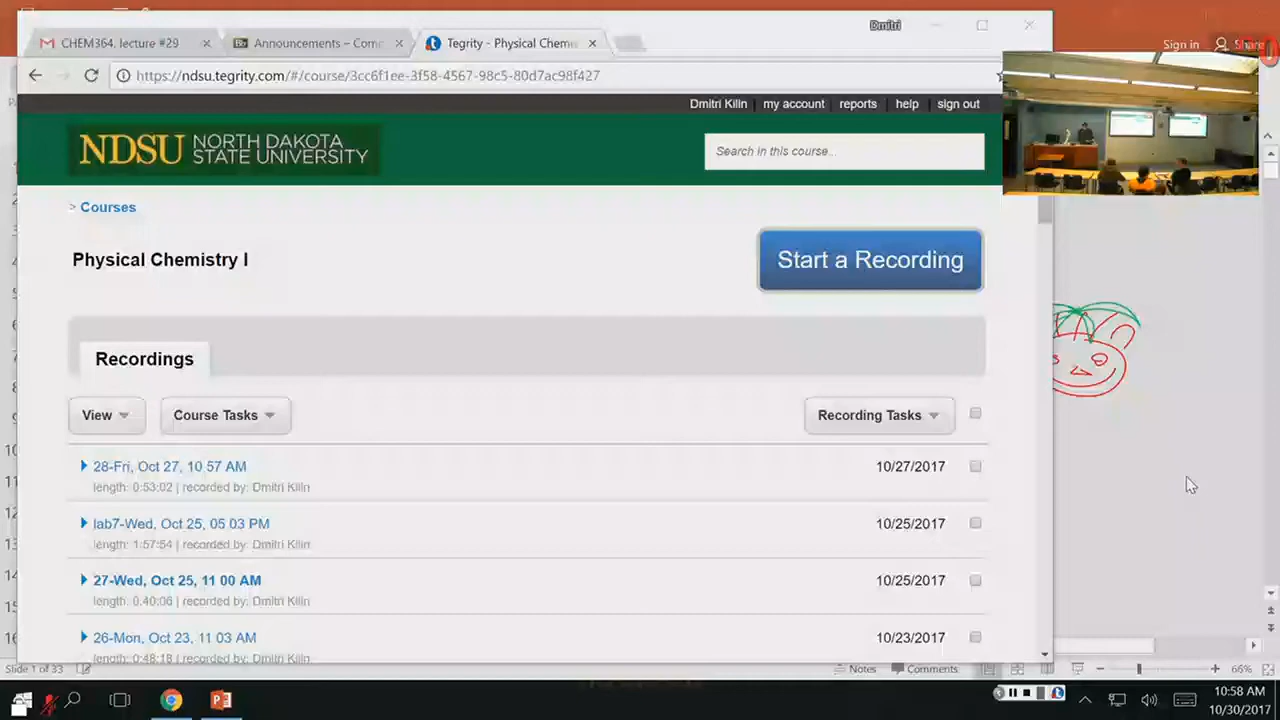 Dmitri
CHEM364. lecture #29
Announcements – Com
Tegrity - Physical Chem
Sign in
Share
https://ndsu.tegrity.com/#/course/3cc6f1ee-3f58-4567-98c5-80d7ac98f427
Dmitri Kilin | my account | reports | help | sign out
NDSU NORTH DAKOTA
STATE UNIVERSITY
Search in this course...
> Courses
Physical Chemistry I
Start a Recording
Recordings
View
Course Tasks
Recording Tasks
28-Fri, Oct 27, 10 57 AM
10/27/2017
length: 0:53:02 | recorded by: Dmitri Kilin
lab7-Wed, Oct 25, 05 03 PM
10/25/2017
length: 1:57:54 | recorded by: Dmitri Kilin
27-Wed, Oct 25, 11 00 AM
10/25/2017
length: 0:40:06 | recorded by: Dmitri Kilin
26-Mon, Oct 23, 11 03 AM
10/23/2017
length: 0:48:18 | recorded by: Dmitri Kilin
Slide 1 of 33
Notes
Comments
66%
10:58 AM
10/30/2017